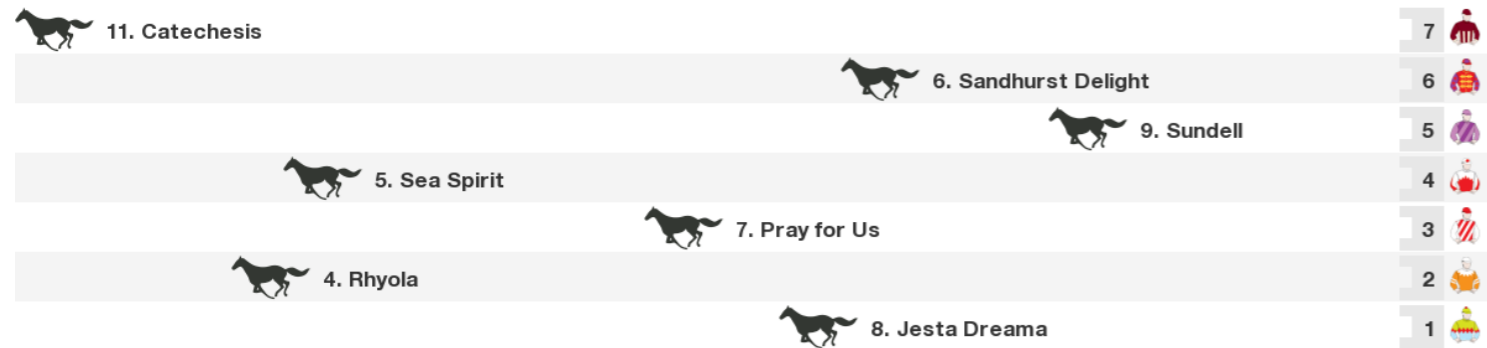 11. Catechesis 7
6. Sandhurst Delight 6
9. Sundell 5
5. Sea Spirit 4
7. Pray for Us 3
4. Rhyola 2
8. Jesta Dreama 1